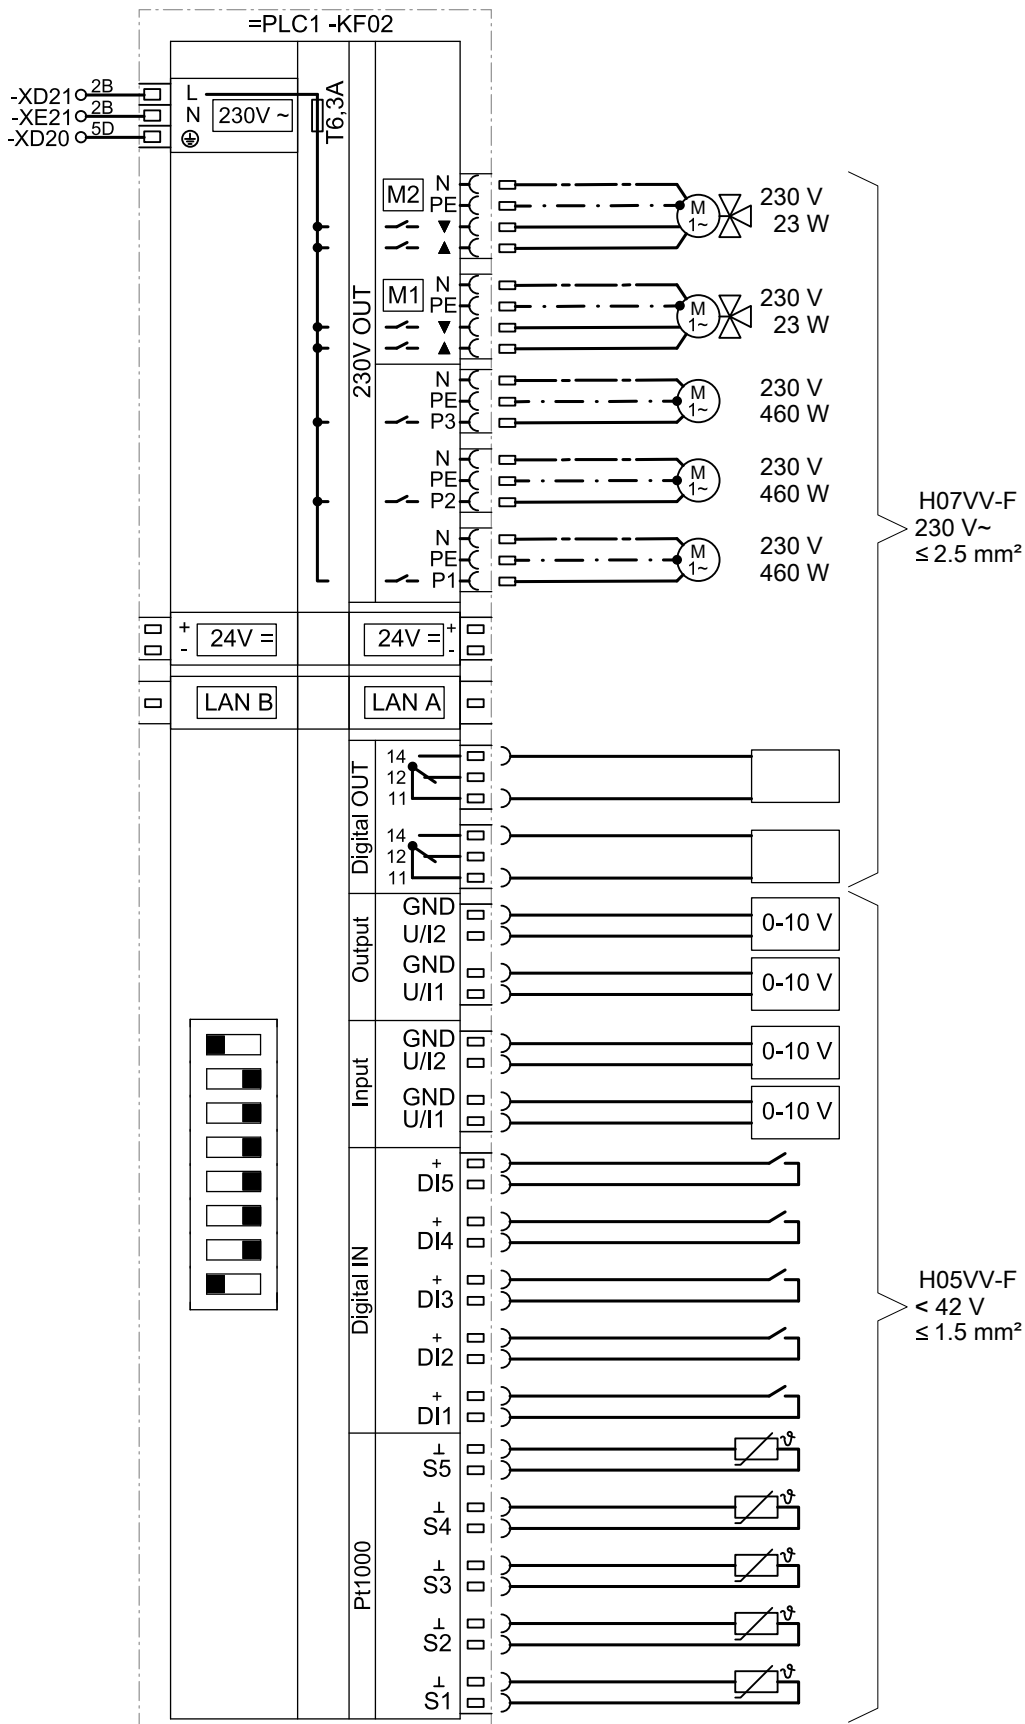 =PLC1 -KF02
-XD21 2B
-XE21 2B
-XD20 5D
L
N
230V ~
T6,3A
230V OUT
M2
N
PE
▼
▲
M
1~
230 V
23 W
M1
N
PE
▼
▲
M
1~
230 V
23 W
N
PE
P3
M
1~
230 V
460 W
N
PE
P2
M
1~
230 V
460 W
N
PE
P1
M
1~
230 V
460 W
H07VV-F
230 V~
≤ 2.5 mm²
+
-
24V =
24V =
+
-
LAN B
LAN A
Digital OUT
14
12
11
14
12
11
Output
GND
U/I2
0-10 V
GND
U/I1
0-10 V
Input
GND
U/I2
0-10 V
GND
U/I1
0-10 V
Digital IN
+
DI5
+
DI4
+
DI3
+
DI2
+
DI1
H05VV-F
< 42 V
≤ 1.5 mm²
Pt1000
⊥
S5
ϑ
⊥
S4
ϑ
⊥
S3
ϑ
⊥
S2
ϑ
⊥
S1
ϑ